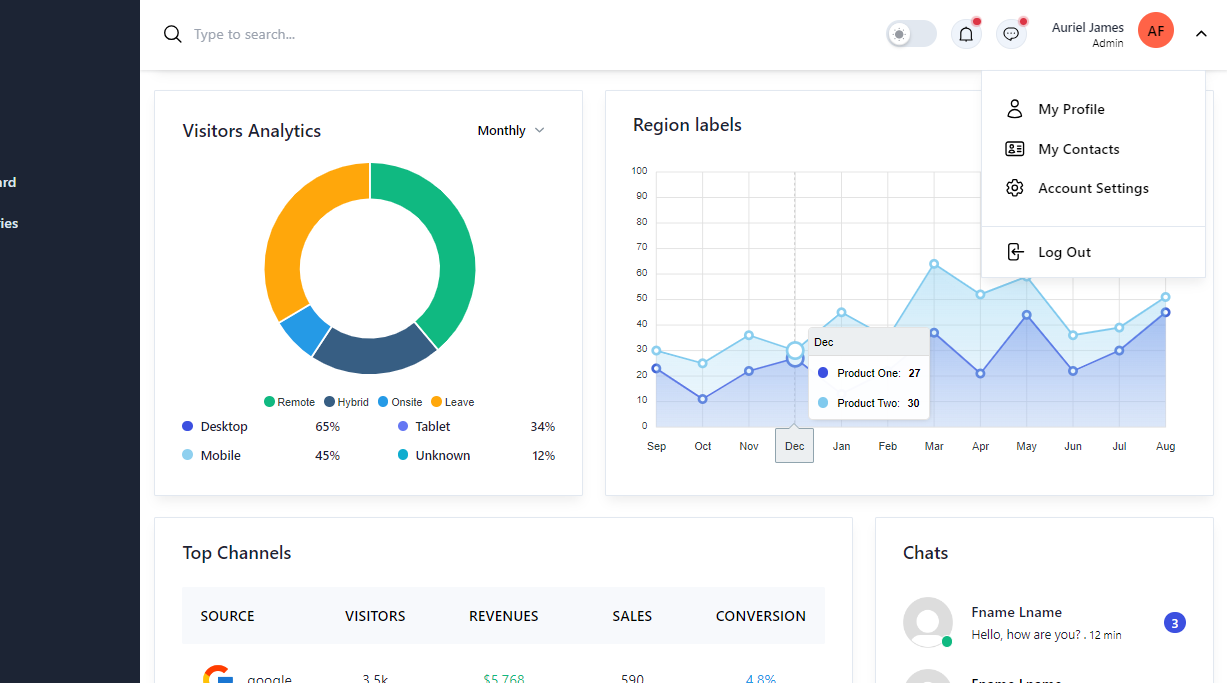 Type to search...
Auriel James
Admin
AF
My Profile
My Contacts
Account Settings
Log Out
ard
ies
Visitors Analytics
Monthly
Remote Hybrid Onsite Leave
Desktop 65% Tablet 34%
Mobile 45% Unknown 12%
Region labels
100
90
80
70
60
50
40
30
20
10
0
Sep Oct Nov Dec Jan Feb Mar Apr May Jun Jul Aug
Dec
Product One: 27
Product Two: 30
Top Channels
SOURCE VISITORS REVENUES SALES CONVERSION
google 3.5k $5,768 590 4.8%
Chats
Fname Lname
Hello, how are you? . 12 min
3
Fname Lname